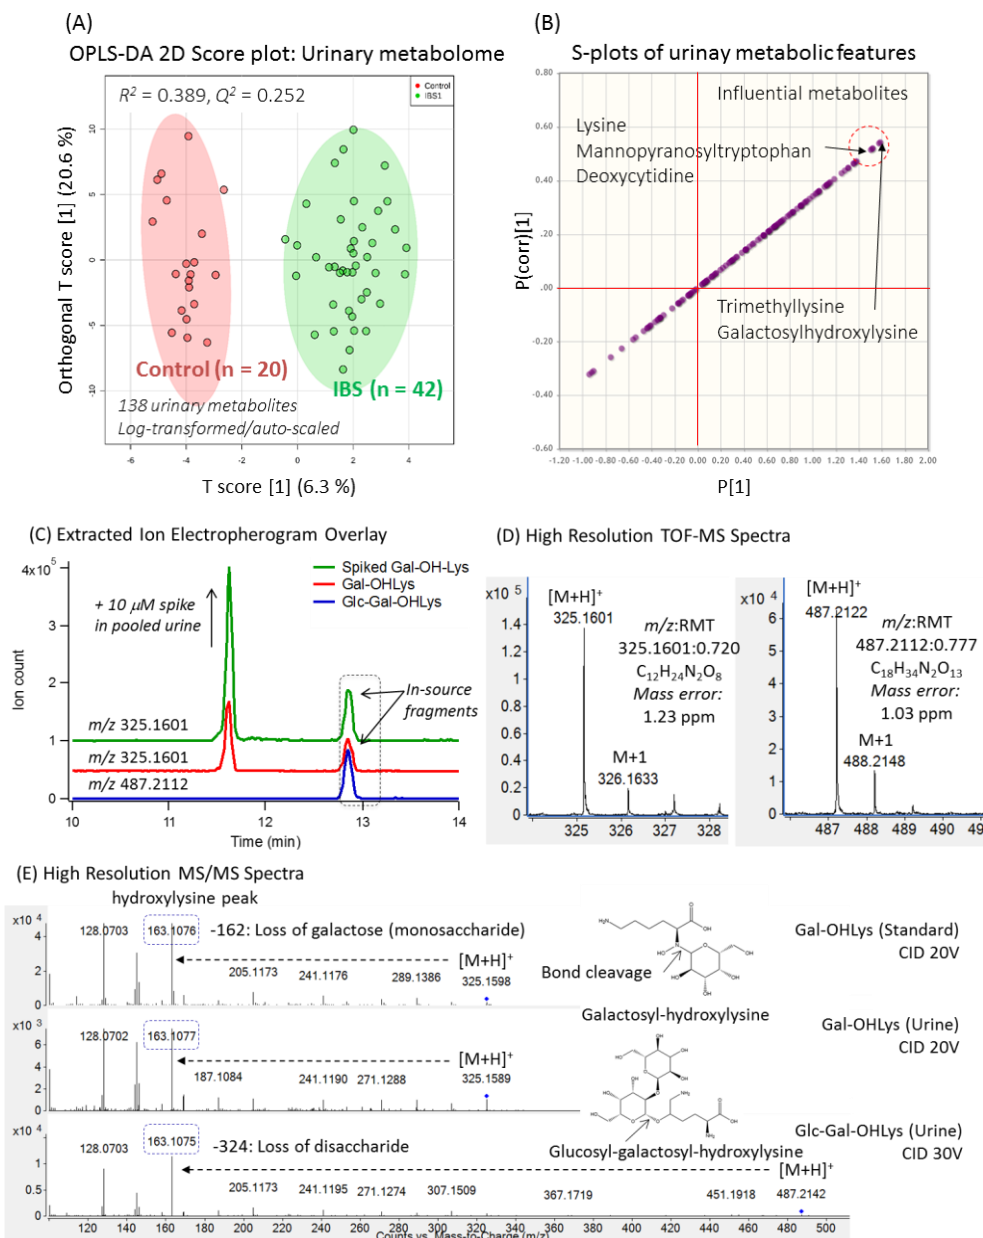 (A)
OPLS-DA 2D Score plot: Urinary metabolome
R² = 0.389, Q² = 0.252
Control
IBS1
Orthogonal T score [1] (20.6 %)
10
5
0
-5
-10
Control (n = 20)
IBS (n = 42)
138 urinary metabolites
Log-transformed/auto-scaled
-6 -4 -2 0 2 4
T score [1] (6.3 %)
(B)
S-plots of urinay metabolic features
Influential metabolites
Lysine
Mannopyranosyltryptophan
Deoxycytidine
Trimethyllysine
Galactosylhydroxylysine
P(corr)[1]
0.80
0.60
0.40
0.20
.00
-0.20
-0.40
-0.60
-1.20 -1.00 -0.80 -0.60 -0.40 -0.20 0.00 0.20 0.40 0.60 0.80 1.00 1.20 1.40 1.60 1.80 2.00
P[1]
(C) Extracted Ion Electropherogram Overlay
4x10⁵
3
2
1
0
Ion count
+ 10 µM spike
in pooled urine
Spiked Gal-OH-Lys
Gal-OHLys
Glc-Gal-OHLys
In-source
fragments
m/z 325.1601
m/z 325.1601
m/z 487.2112
10 11 12 13 14
Time (min)
(D) High Resolution TOF-MS Spectra
x10 5
[M+H]⁺
325.1601
m/z:RMT
325.1601:0.720
C₁₂H₂₄N₂O₈
Mass error:
1.23 ppm
M+1
326.1633
1.4
1.2
1
0.8
0.6
0.4
0.2
0
325 326 327 328
x10 4
[M+H]⁺
487.2122
m/z:RMT
487.2112:0.777
C₁₈H₃₄N₂O₁₃
Mass error:
1.03 ppm
M+1
488.2148
6
5
4
3
2
1
0
487 488 489 490 49
(E) High Resolution MS/MS Spectra
hydroxylysine peak
x10 4
4
2
0
128.0703
163.1076
-162: Loss of galactose (monosaccharide)
205.1173
241.1176
289.1386
[M+H]⁺
325.1598
H₂N
O
OH
HO
N
Bond cleavage
Galactosyl-hydroxylysine
Gal-OHLys (Standard)
CID 20V
x10 3
6
4
2
0
128.0702
163.1077
187.1084
241.1190
271.1288
[M+H]⁺
325.1589
Gal-OHLys (Urine)
CID 20V
x10 4
1
0.5
0
128.0703
163.1075
-324: Loss of disaccharide
205.1173
241.1195
271.1274
307.1509
367.1719
451.1918
[M+H]⁺
487.2142
Glucosyl-galactosyl-hydroxylysine
Glc-Gal-OHLys (Urine)
CID 30V
120 140 160 180 200 220 240 260 280 300 320 340 360 380 400 420 440 460 480 500
Counts vs. Mass-to-Charge (m/z)